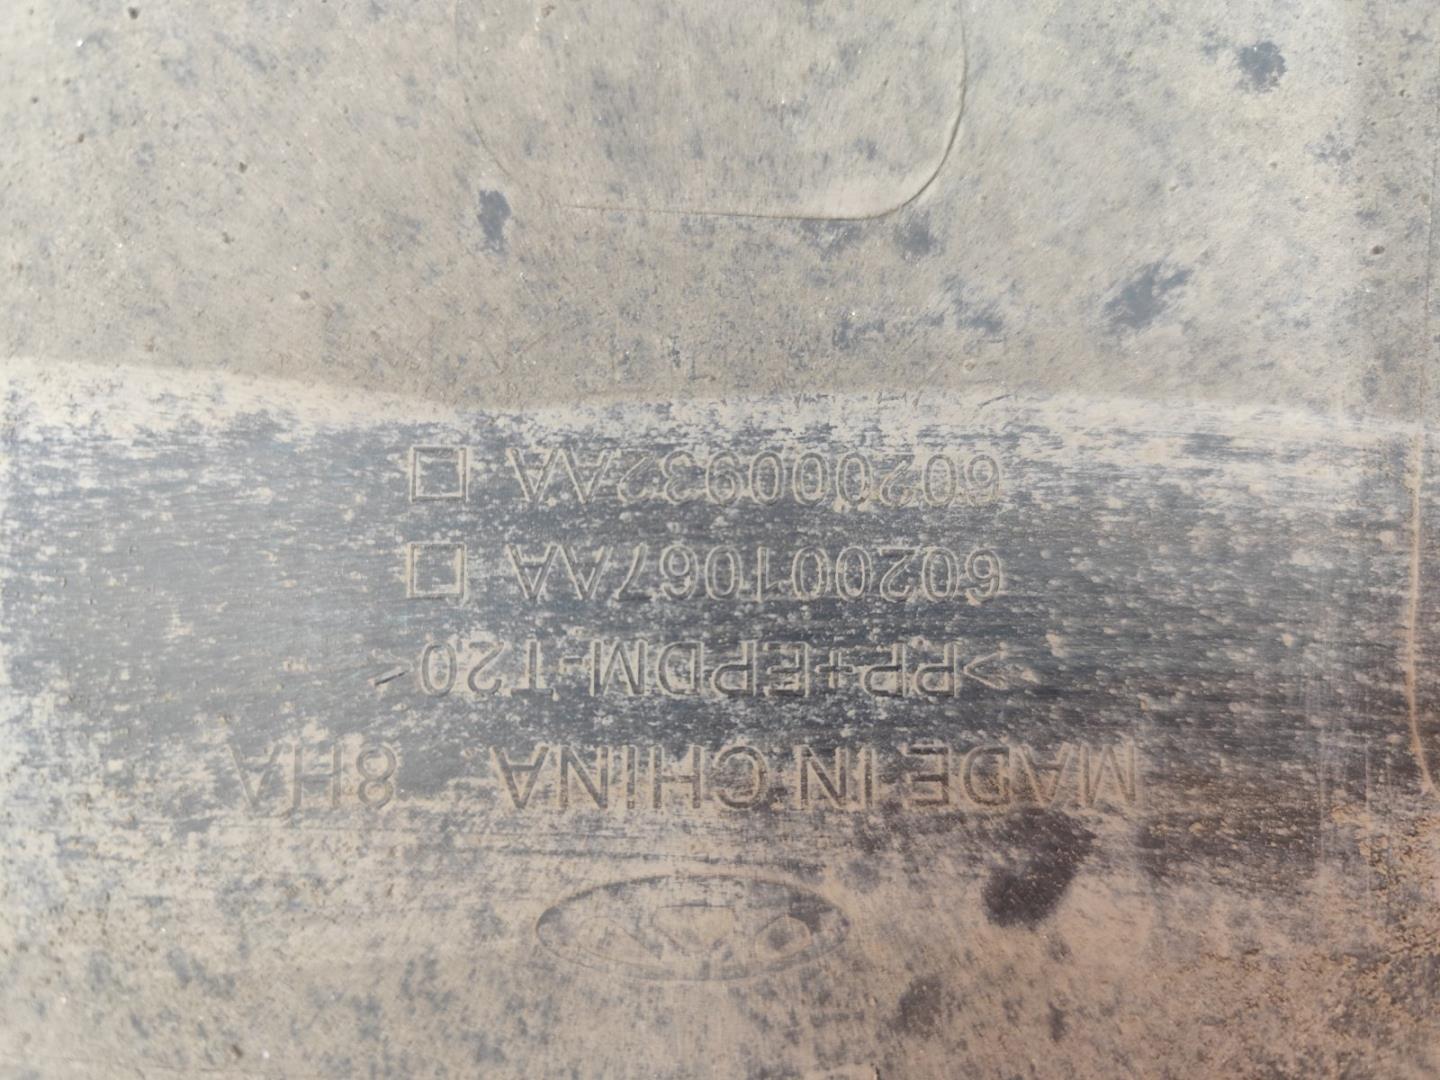 MADE IN CHINA 8HA
>PP+EPDM-T20<
602001067AA
602000932AA